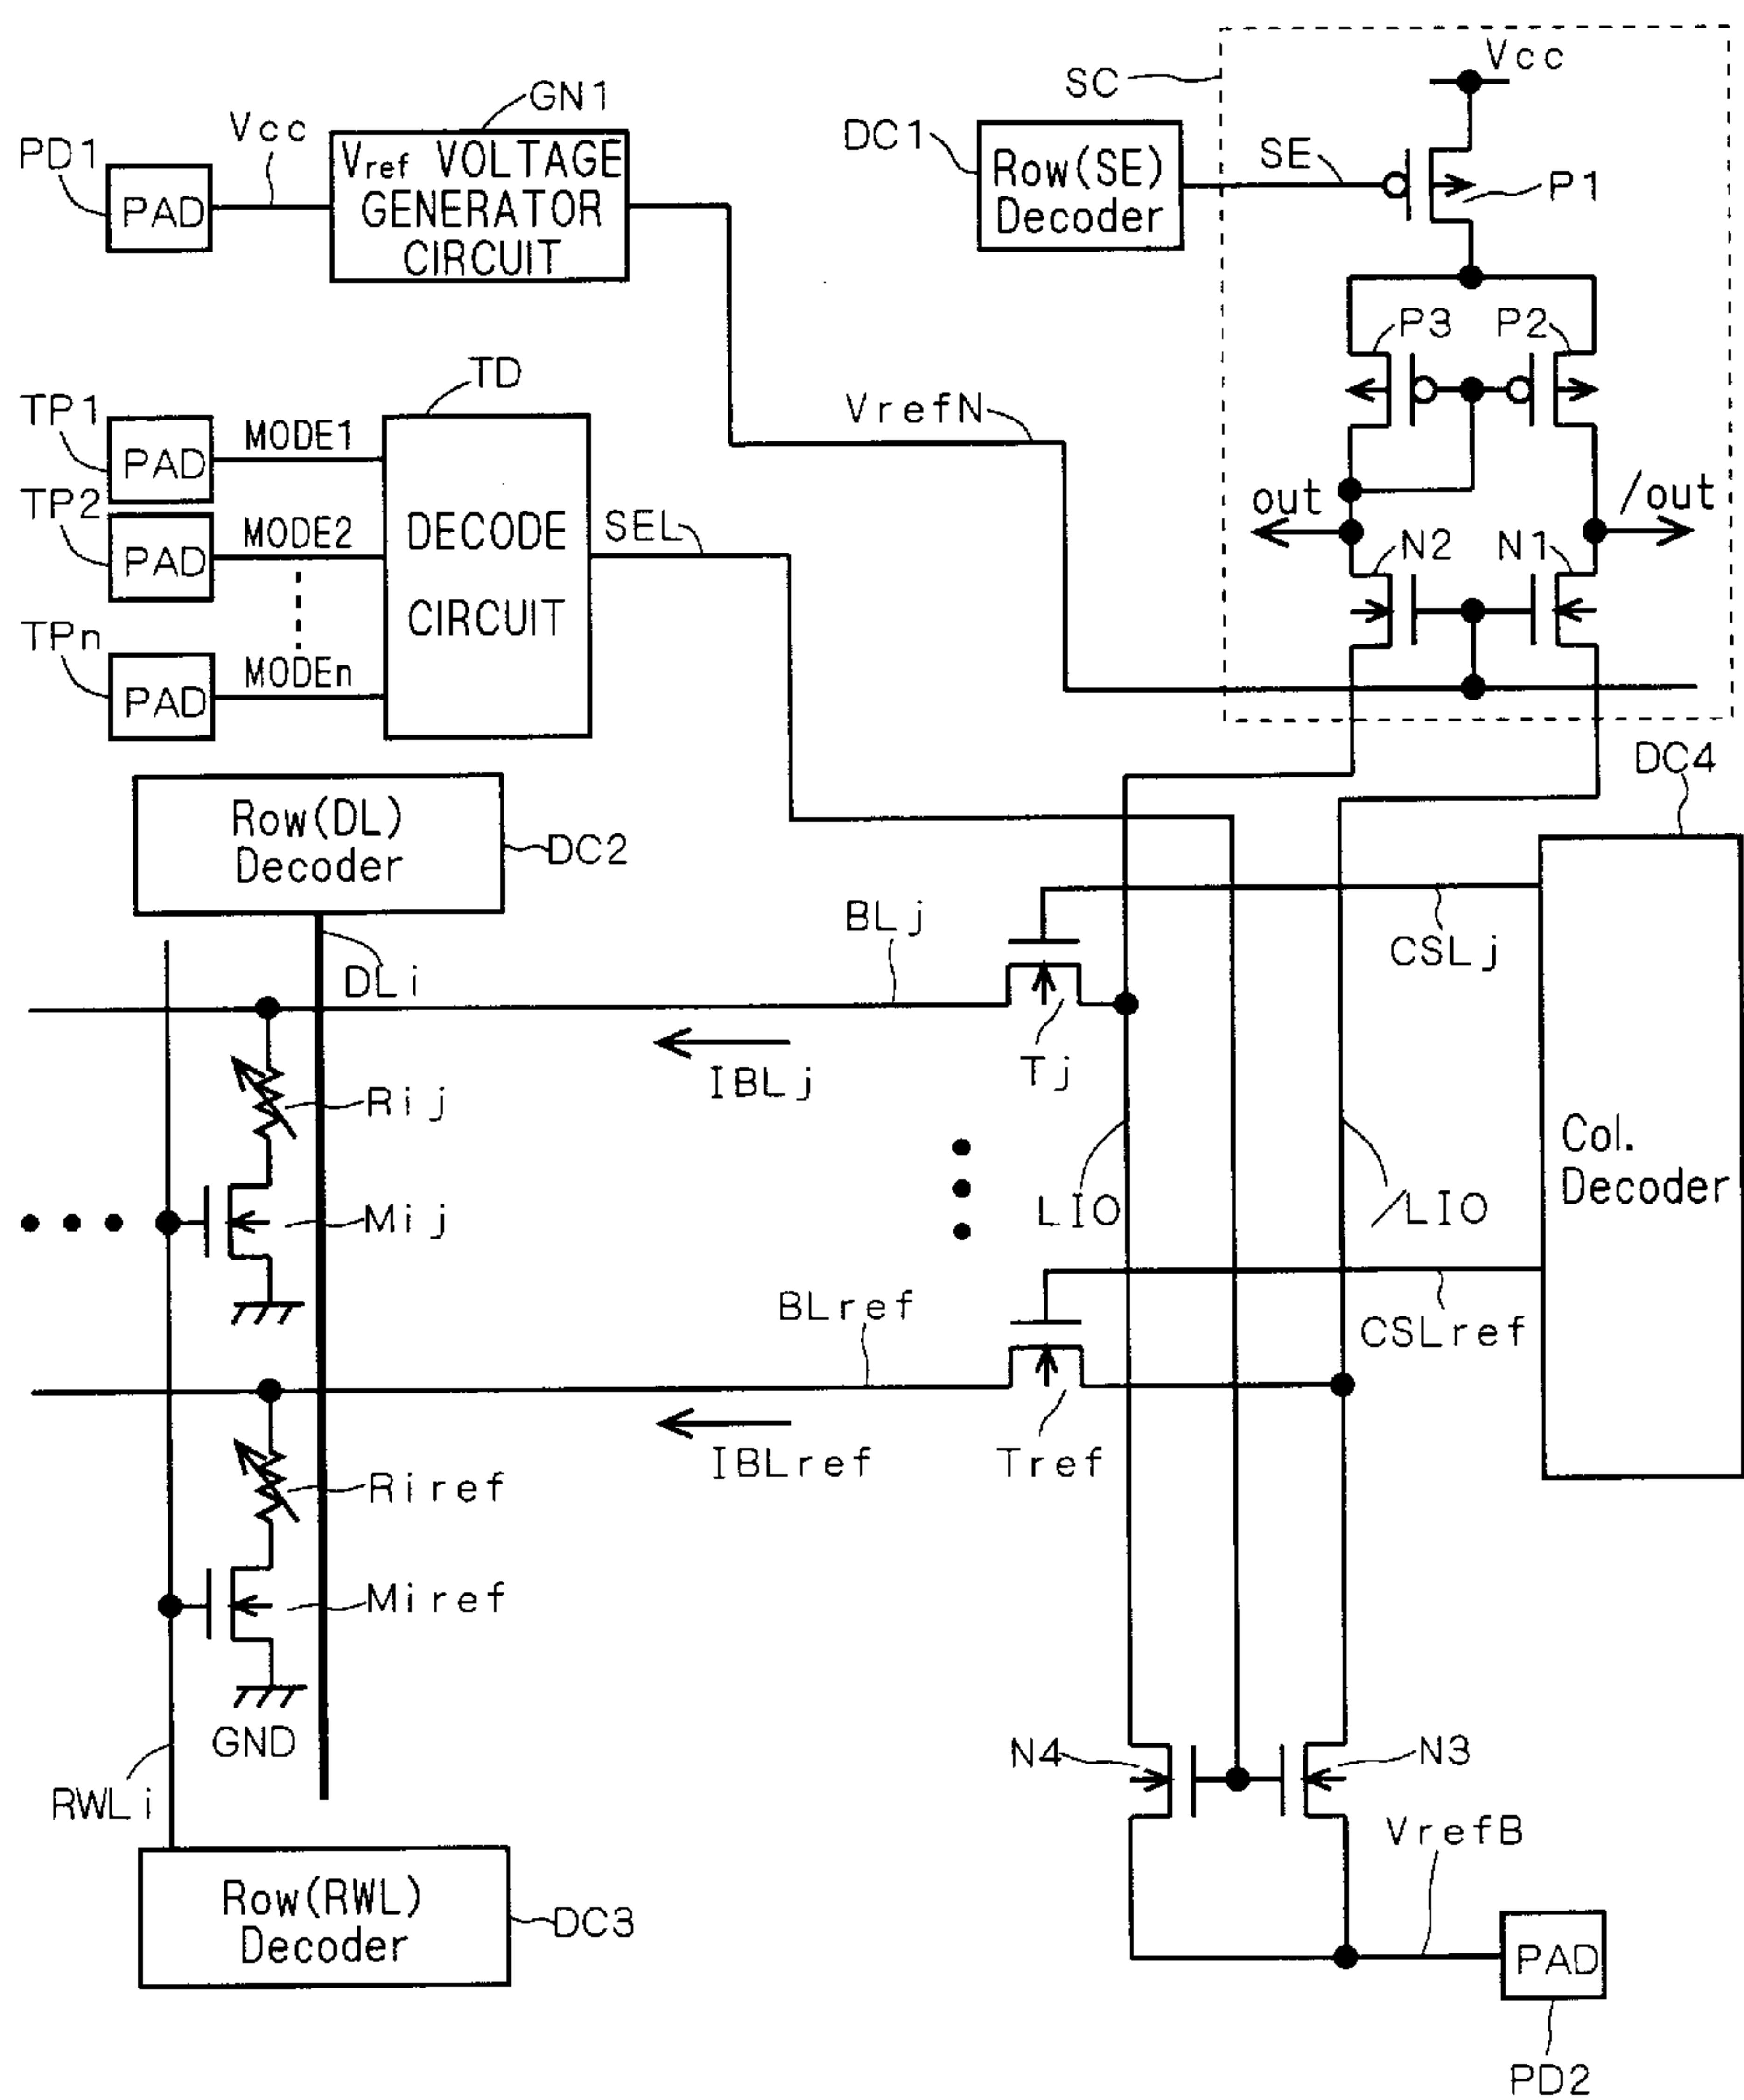 Vcc
SC
GN1
DC1
Vcc
PD1
PAD
Vref VOLTAGE
GENERATOR
CIRCUIT
Row(SE)
Decoder
SE
P1
P3
P2
TD
VrefN
TP1
PAD
MODE1
TP2
PAD
MODE2
TPn
PAD
MODEn
DECODE
CIRCUIT
SEL
out
/out
N2
N1
DC4
Row(DL)
Decoder
DC2
BLj
DLi
CSLj
Tj
IBLj
Rij
Col.
Decoder
Mij
LIO
/LIO
BLref
CSLref
IBLref
Tref
Riref
Miref
GND
N4
N3
RWLi
VrefB
Row(RWL)
Decoder
DC3
PAD
PD2